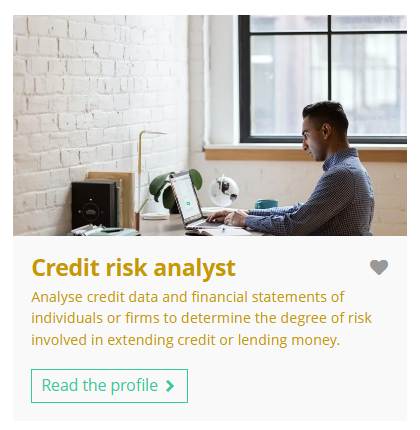 Credit risk analyst
Analyse credit data and financial statements of
individuals or firms to determine the degree of risk
involved in extending credit or lending money.
Read the profile